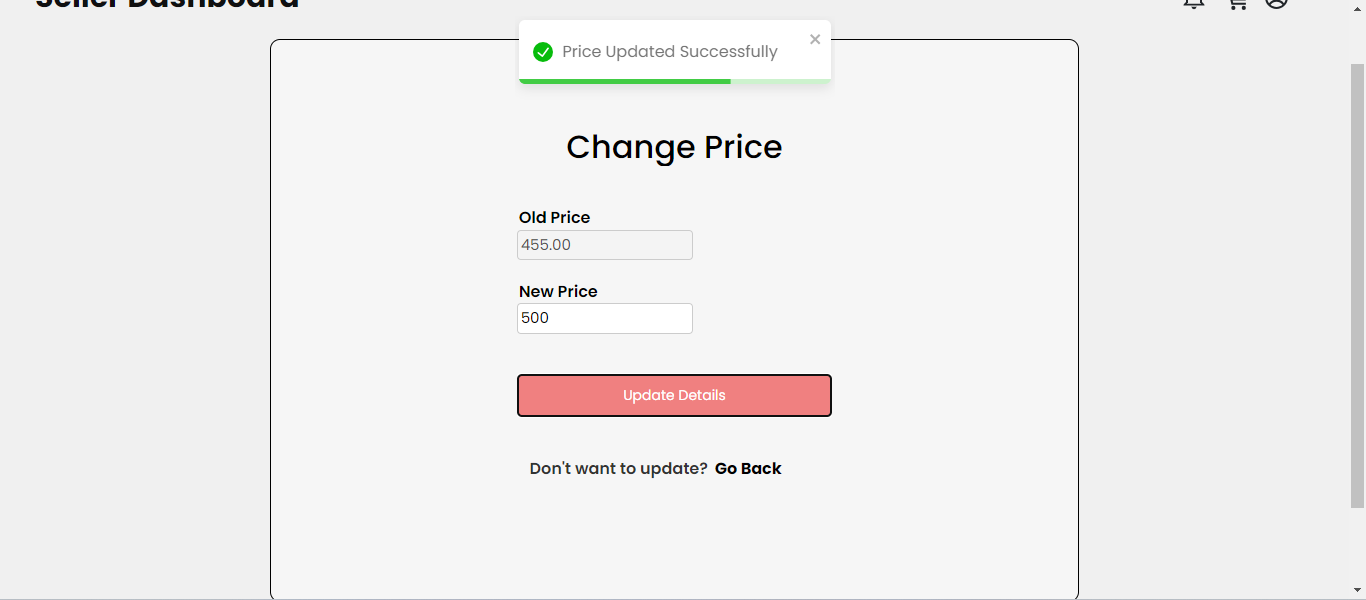 Seller Dashboard
Price Updated Successfully
Change Price
Old Price
455.00
New Price
500
Update Details
Don't want to update? Go Back